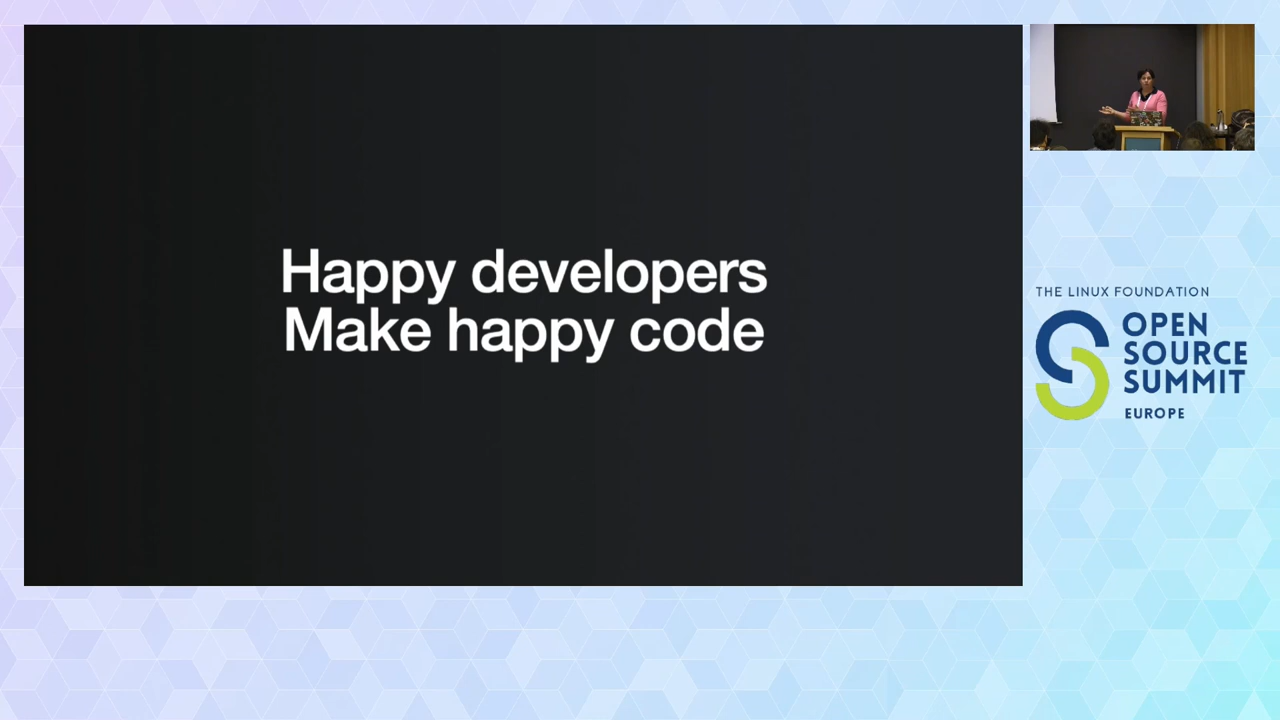 Happy developers
Make happy code
THE LINUX FOUNDATION
OPEN
SOURCE
SUMMIT
EUROPE